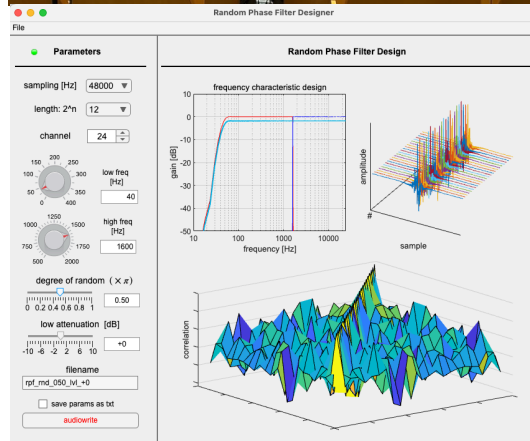 Random Phase Filter Designer
File
Parameters
sampling [Hz] 48000
length: 2^n 12
channel 24
200
150 250
100 300
50 350
0 400
low freq
[Hz]
40
1250
1000 1500
750 1750
500 2000
high freq
[Hz]
1600
degree of random (×π)
0 0.2 0.4 0.6 0.8 1
0.50
low attenuation [dB]
-10 -6 -2 2 6 10
+0
filename
rpf_rnd_050_lvl_+0
save params as txt
audiowrite
Random Phase Filter Design
frequency characteristic design
gain [dB]
10
0
-10
-20
-30
-40
-50
10 100 1000 10000
frequency [Hz]
amplitude
#
sample
correlation